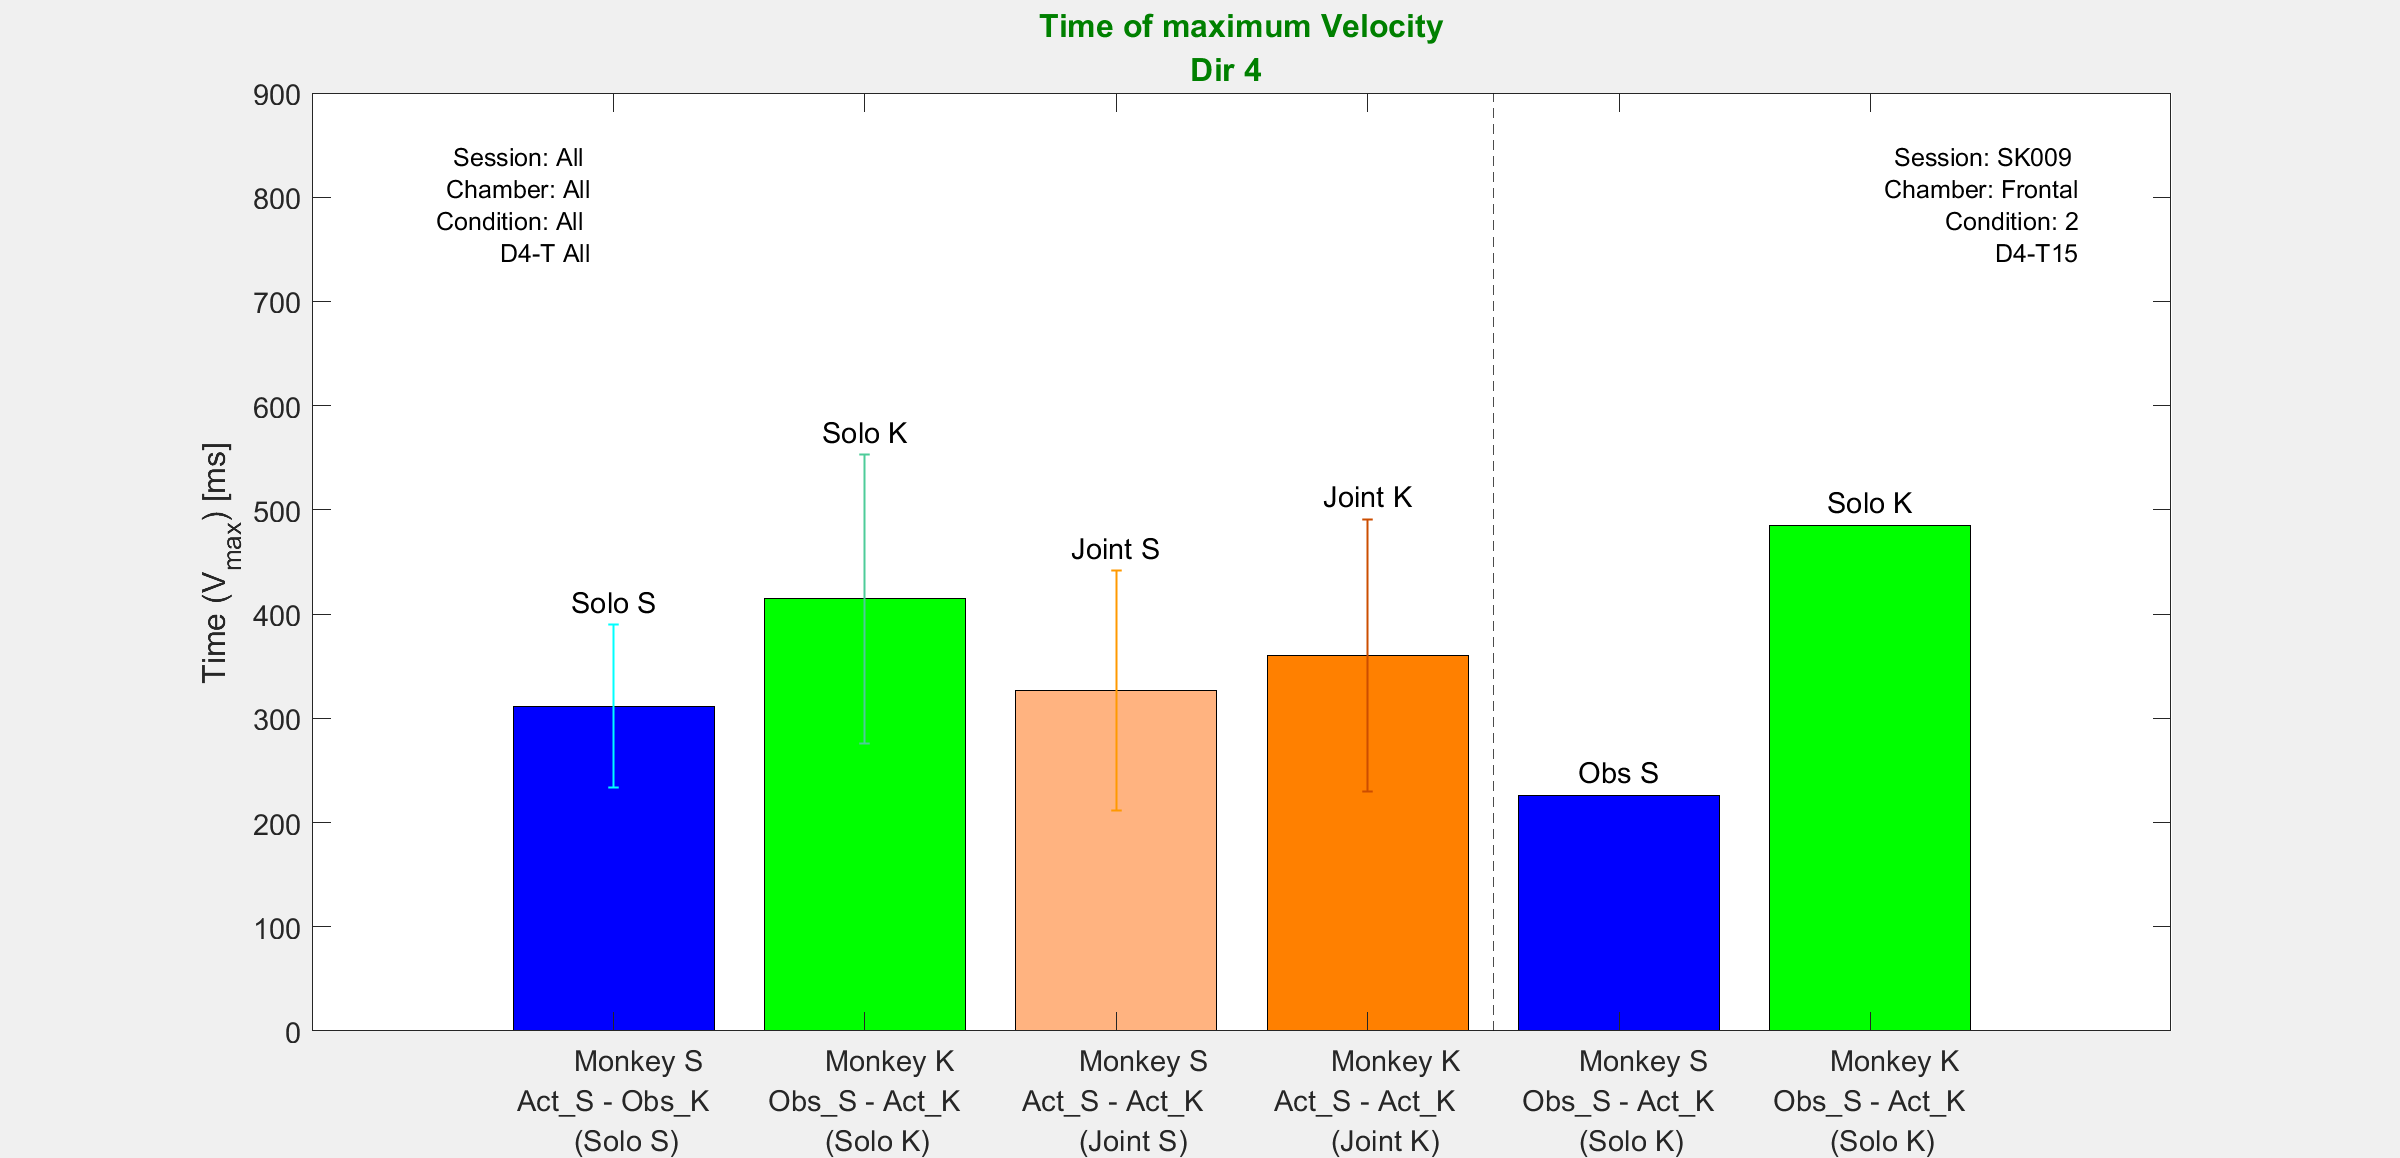 Time of maximum Velocity
Dir 4
900
800
700
600
500
400
300
200
100
0
Time (Vmax) [ms]
Session: All
Chamber: All
Condition: All
D4-T All
Session: SK009
Chamber: Frontal
Condition: 2
D4-T15
Solo S
Solo K
Joint S
Joint K
Obs S
Solo K
Monkey S
Act_S - Obs_K
(Solo S)
Monkey K
Obs_S - Act_K
(Solo K)
Monkey S
Act_S - Act_K
(Joint S)
Monkey K
Act_S - Act_K
(Joint K)
Monkey S
Obs_S - Act_K
(Solo K)
Monkey K
Obs_S - Act_K
(Solo K)